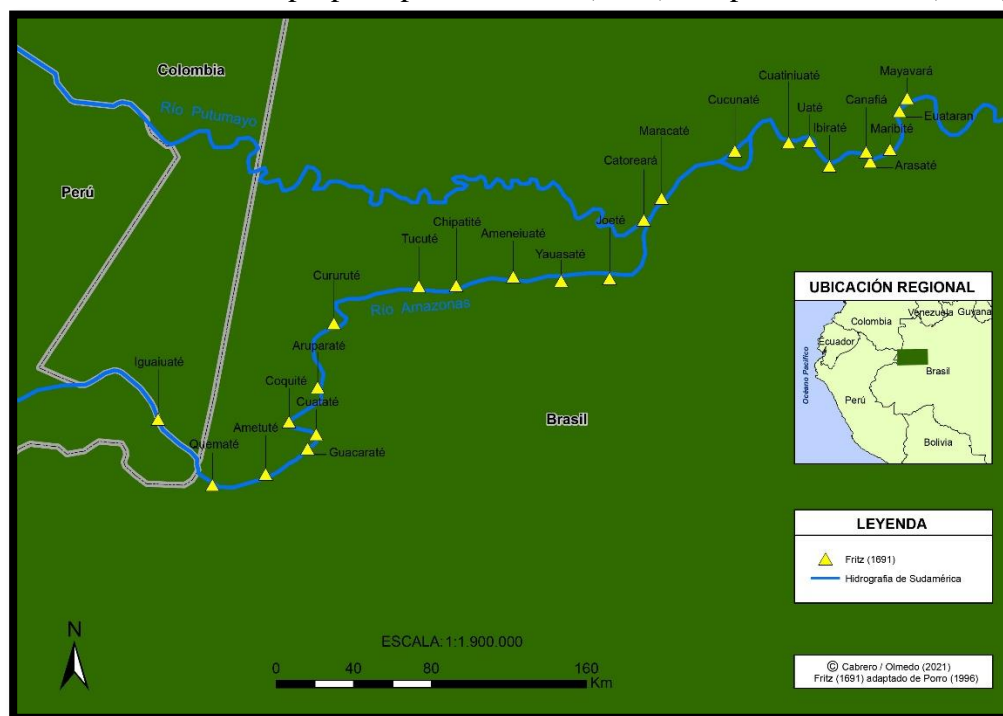 Colombia
Perú
Río Putumayo
Mayavará
Cuatiniuaté
Uaté
Canafiá
Euataran
Cucunaté
Ibiraté
Maribité
Maracaté
Arasaté
Catoreará
Chipatité
Ameneiuaté
Joeté
Tucuté
Yauasaté
Cururuté
Río Amazonas
Aruparaté
Iguaiuaté
Coquité
Cuataté
Ametuté
Quematé
Guacaraté
Brasil
UBICACIÓN REGIONAL
Colombia
Venezuela
Guyana
Ecuador
Océano Pacífico
Brasil
Perú
Bolivia
LEYENDA
Fritz (1691)
Hidrografia de Sudamérica
N
ESCALA: 1:1.900.000
0 40 80 160
Km
© Cabrero / Olmedo (2021)
Fritz (1691) adaptado de Porro (1996)